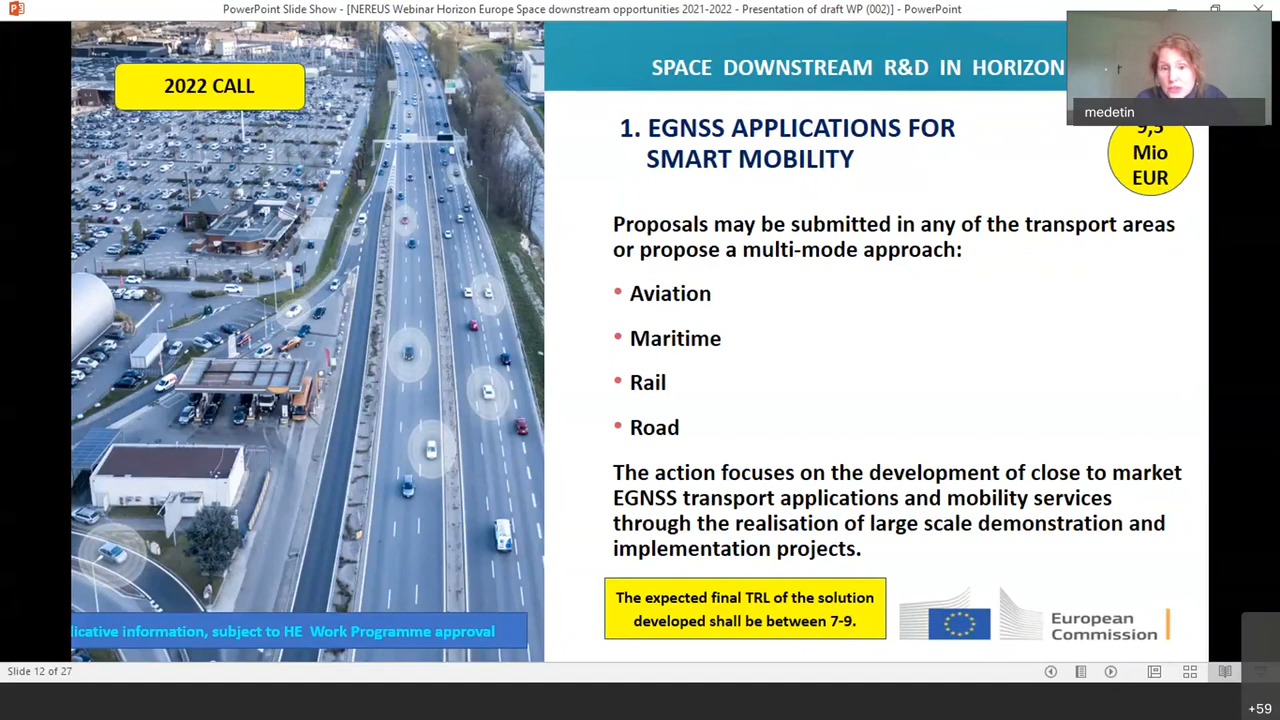 PowerPoint Slide Show - [NEREUS Webinar Horizon Europe Space downstream opportunities 2021-2022 - Presentation of draft WP (002)] - PowerPoint
2022 CALL
SPACE DOWNSTREAM R&D IN HORIZON
medetin
1. EGNSS APPLICATIONS FOR
SMART MOBILITY
9,5
Mio
EUR
Proposals may be submitted in any of the transport areas
or propose a multi-mode approach:
• Aviation
• Maritime
• Rail
• Road
The action focuses on the development of close to market
EGNSS transport applications and mobility services
through the realisation of large scale demonstration and
implementation projects.
The expected final TRL of the solution
developed shall be between 7-9.
European
Commission
licative information, subject to HE Work Programme approval
Slide 12 of 27
+59